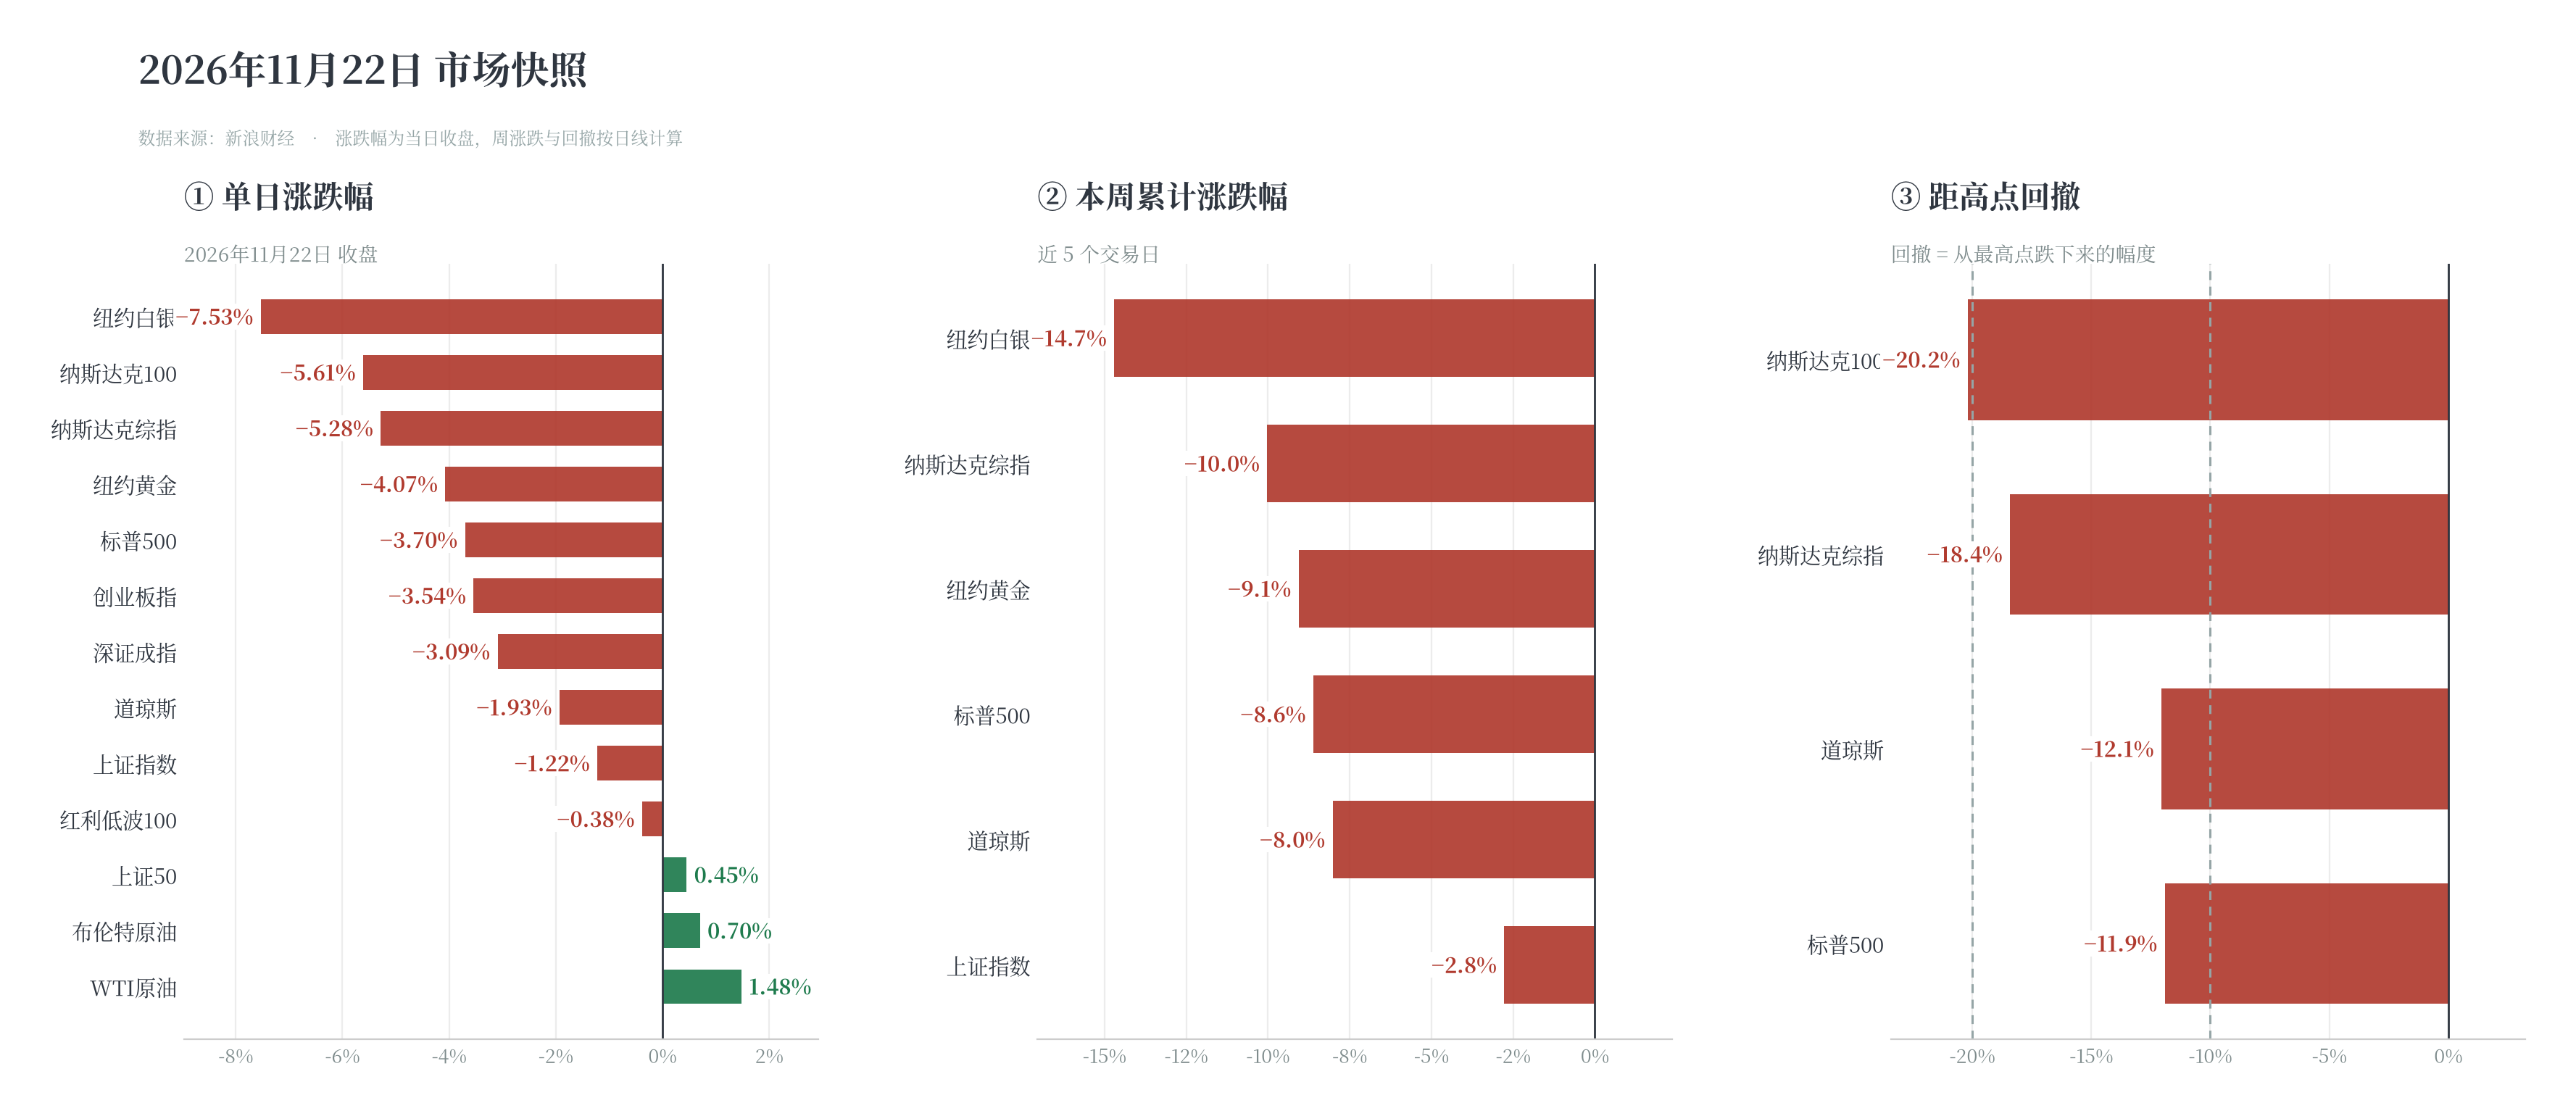 2026年11月22日 市场快照
数据来源：新浪财经 · 涨跌幅为当日收盘，周涨跌与回撤按日线计算
① 单日涨跌幅
2026年11月22日 收盘
纽约白银 −7.53%
纳斯达克100 −5.61%
纳斯达克综指 −5.28%
纽约黄金 −4.07%
标普500 −3.70%
创业板指 −3.54%
深证成指 −3.09%
道琼斯 −1.93%
上证指数 −1.22%
红利低波100 −0.38%
上证50 0.45%
布伦特原油 0.70%
WTI原油 1.48%
-8% -6% -4% -2% 0% 2%
② 本周累计涨跌幅
近 5 个交易日
纽约白银 −14.7%
纳斯达克综指 −10.0%
纽约黄金 −9.1%
标普500 −8.6%
道琼斯 −8.0%
上证指数 −2.8%
-15% -12% -10% -8% -5% -2% 0%
③ 距高点回撤
回撤 = 从最高点跌下来的幅度
纳斯达克100 −20.2%
纳斯达克综指 −18.4%
道琼斯 −12.1%
标普500 −11.9%
-20% -15% -10% -5% 0%